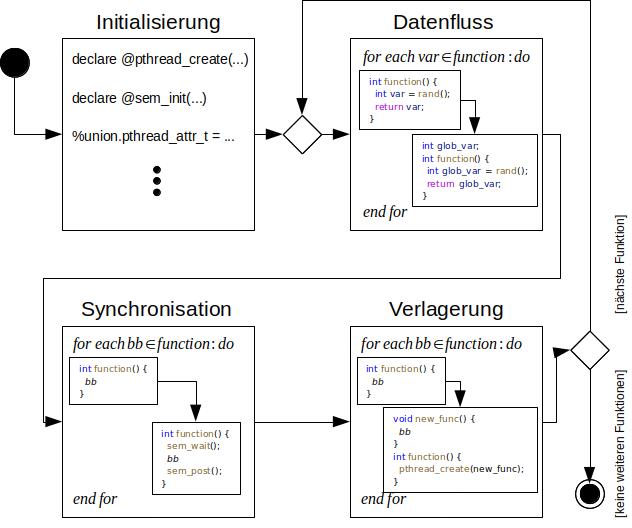 Initialisierung
declare @pthread_create(...)
declare @sem_init(...)
%union.pthread_attr_t = ...
Datenfluss
for each var∈function: do
int function() {
int var = rand();
return var;
}
int glob_var;
int function() {
int glob_var = rand();
return glob_var;
}
end for
Synchronisation
for each bb∈function: do
int function() {
bb
}
int function() {
sem_wait();
bb
sem_post();
}
end for
Verlagerung
for each bb∈function: do
int function() {
bb
}
void new_func() {
bb
}
int function() {
pthread_create(new_func);
}
end for
[nächste Funktion]
[keine weiteren Funktionen]